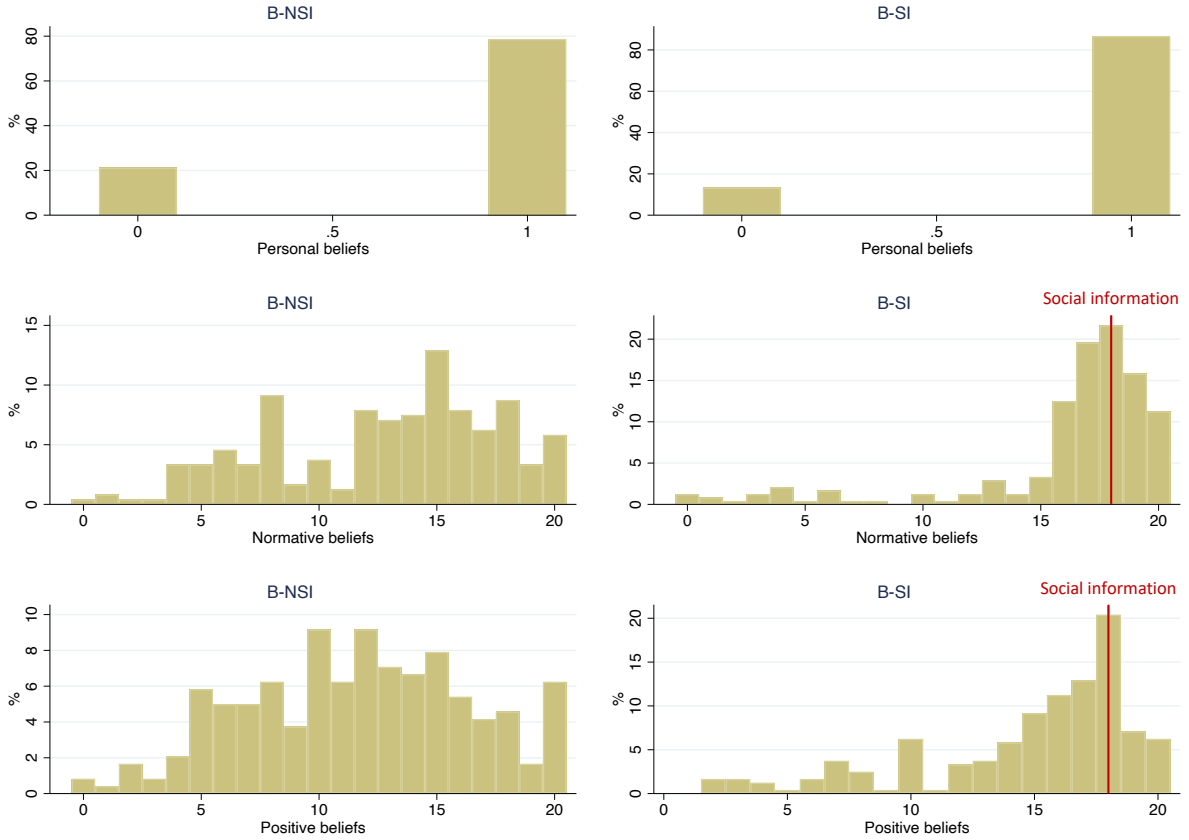 B-NSI
%
80
60
40
20
0
0 .5 1
Personal beliefs
B-SI
%
80
60
40
20
0
0 .5 1
Personal beliefs
B-NSI
%
15
10
5
0
0 5 10 15 20
Normative beliefs
B-SI
Social information
%
20
15
10
5
0
0 5 10 15 20
Normative beliefs
B-NSI
%
10
8
6
4
2
0
0 5 10 15 20
Positive beliefs
B-SI
Social information
%
20
15
10
5
0
0 5 10 15 20
Positive beliefs